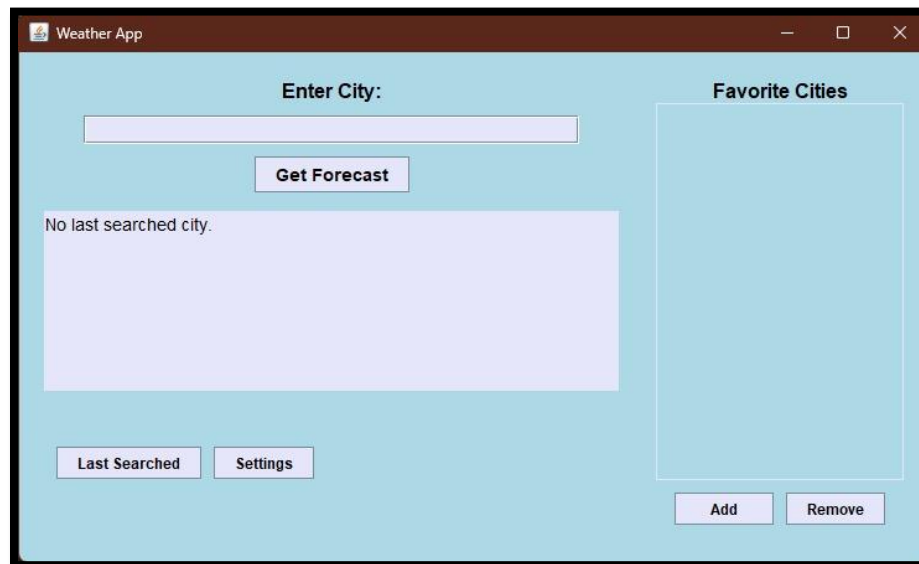 Weather App
Enter City:
Get Forecast
No last searched city.
Last Searched
Settings
Favorite Cities
Add
Remove